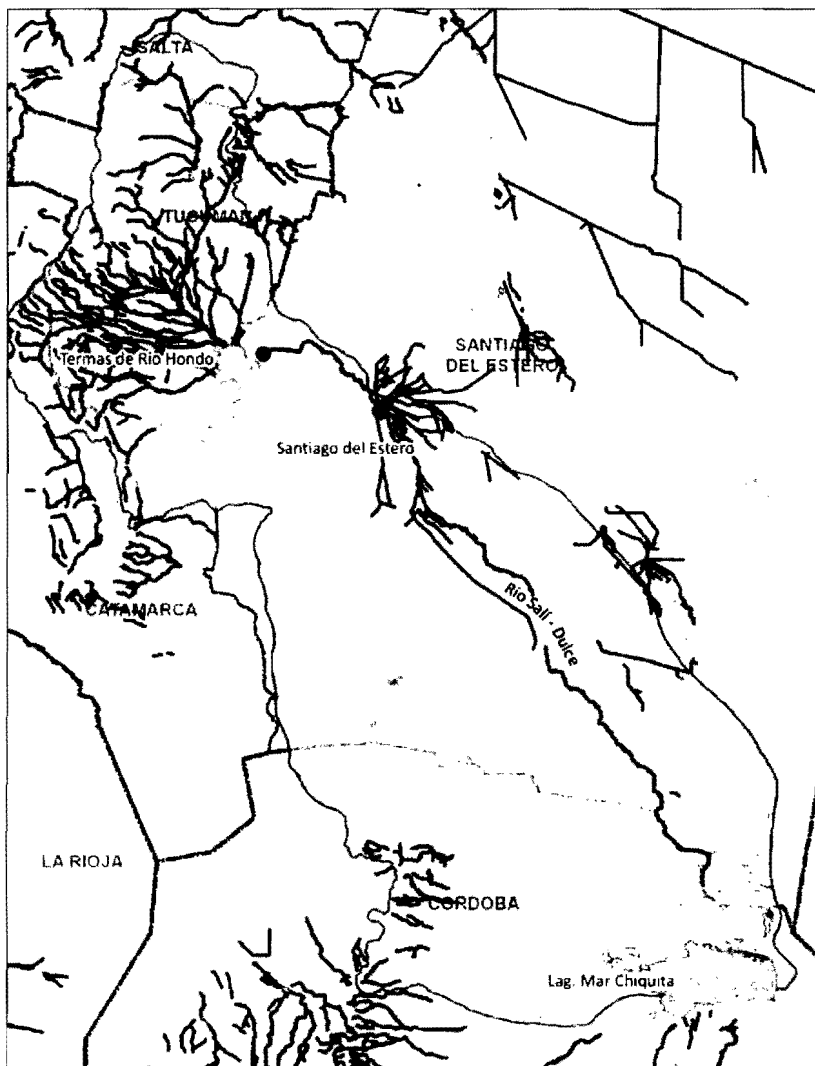 SALTA
TUCUMAN
Termas de Rio Hondo
SANTIAGO
DEL ESTERO
Santiago del Estero
CATAMARCA
Río Salí - Dulce
LA RIOJA
CORDOBA
Lag. Mar Chiquita